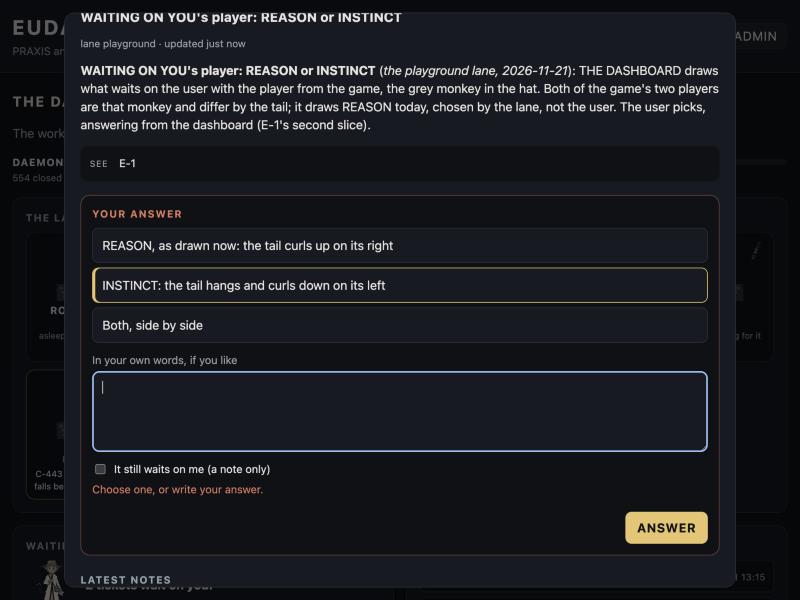 EUDA
PRAXIS ar
ADMIN
THE DA
The work
DAEMON
554 closed
THE LA
RO
asleep
g for it
C-443
falls be
WAITI
2 tickets wait on you.
13:15
WAITING ON YOU's player: REASON or INSTINCT
lane playground · updated just now
WAITING ON YOU's player: REASON or INSTINCT (the playground lane, 2026-11-21): THE DASHBOARD draws
what waits on the user with the player from the game, the grey monkey in the hat. Both of the game's two players
are that monkey and differ by the tail; it draws REASON today, chosen by the lane, not the user. The user picks,
answering from the dashboard (E-1's second slice).
SEE E-1
YOUR ANSWER
REASON, as drawn now: the tail curls up on its right
INSTINCT: the tail hangs and curls down on its left
Both, side by side
In your own words, if you like
It still waits on me (a note only)
Choose one, or write your answer.
ANSWER
LATEST NOTES